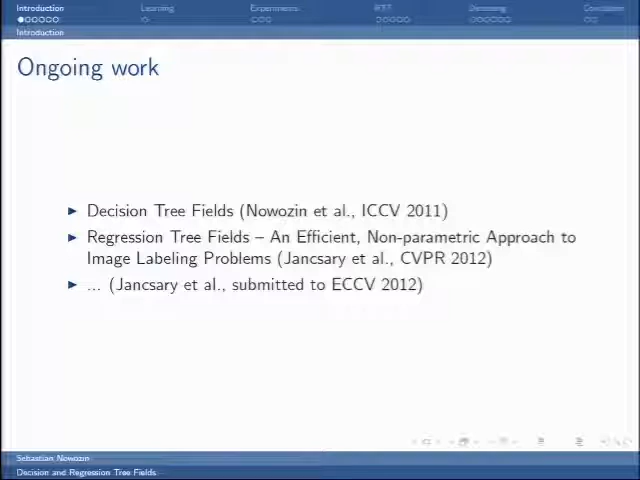 Introduction Learning Experiments RTF Denoising Conclusion
Introduction
Ongoing work
Decision Tree Fields (Nowozin et al., ICCV 2011)
Regression Tree Fields – An Efficient, Non-parametric Approach to
Image Labeling Problems (Jancsary et al., CVPR 2012)
... (Jancsary et al., submitted to ECCV 2012)
Sebastian Nowozin
Decision and Regression Tree Fields